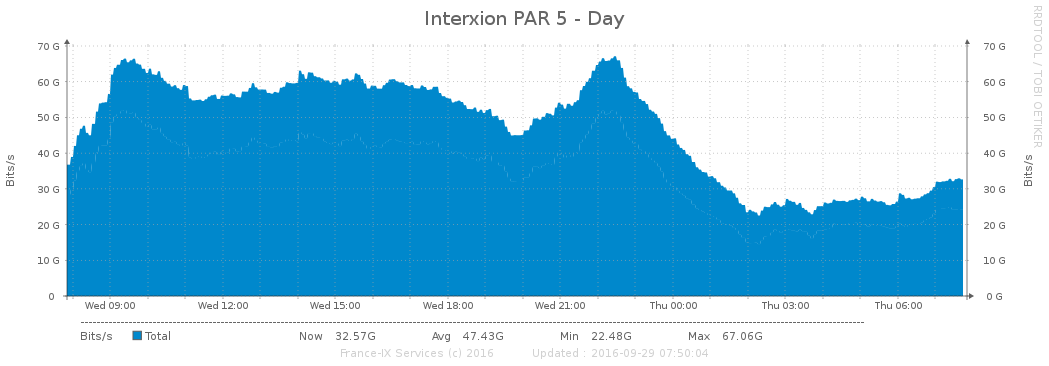 Interxion PAR 5 - Day
RRDTOOL / TOBI OETIKER
Bits/s
Bits/s
70 G 70 G
60 G 60 G
50 G 50 G
40 G 40 G
30 G 30 G
20 G 20 G
10 G 10 G
0 0 G
Wed 09:00 Wed 12:00 Wed 15:00 Wed 18:00 Wed 21:00 Thu 00:00 Thu 03:00 Thu 06:00
Bits/s Total Now 32.57G Avg 47.43G Min 22.48G Max 67.06G
France-IX Services (c) 2016 Updated : 2016-09-29 07:50:04